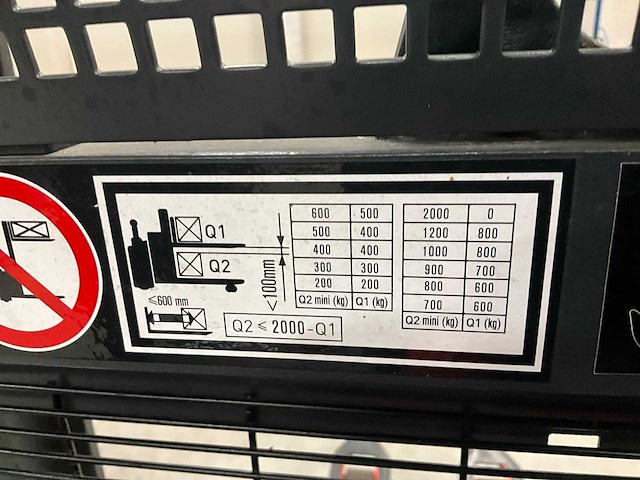 Q1
Q2
≤600 mm
<100mm
Q2 ≤ 2000-Q1
600 500
500 400
400 400
300 300
200 200
Q2 mini (kg) Q1 (kg)
2000 0
1200 800
1000 800
900 700
800 600
700 600
Q2 mini (kg) Q1 (kg)